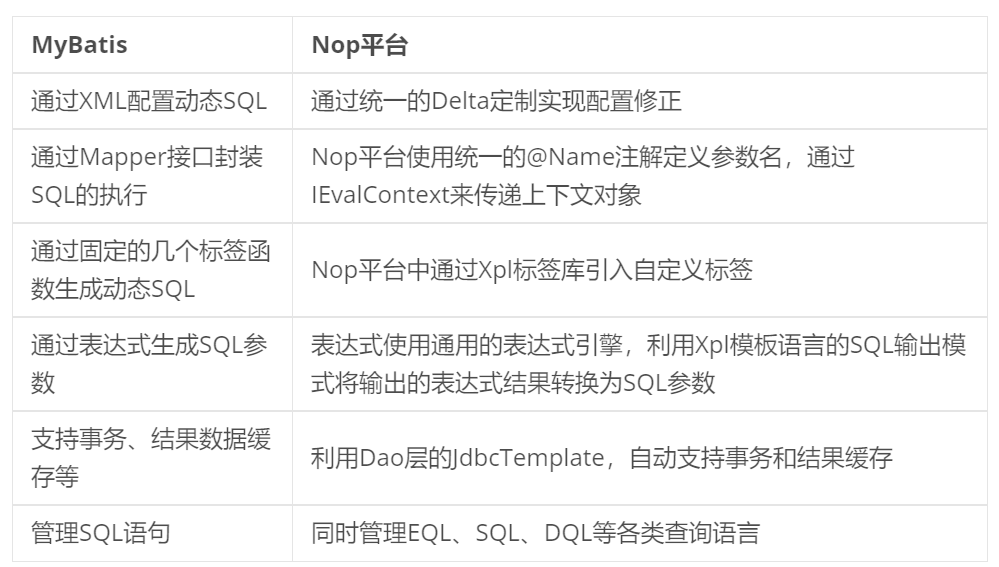 MyBatis
Nop平台
通过XML配置动态SQL
通过统一的Delta定制实现配置修正
通过Mapper接口封装
SQL的执行
Nop平台使用统一的@Name注解定义参数名，通过
IEvalContext来传递上下文对象
通过固定的几个标签函
数生成动态SQL
Nop平台中通过Xpl标签库引入自定义标签
通过表达式生成SQL参
数
表达式使用通用的表达式引擎，利用Xpl模板语言的SQL输出模
式将输出的表达式结果转换为SQL参数
支持事务、结果数据缓
存等
利用Dao层的JdbcTemplate，自动支持事务和结果缓存
管理SQL语句
同时管理EQL、SQL、DQL等各类查询语言